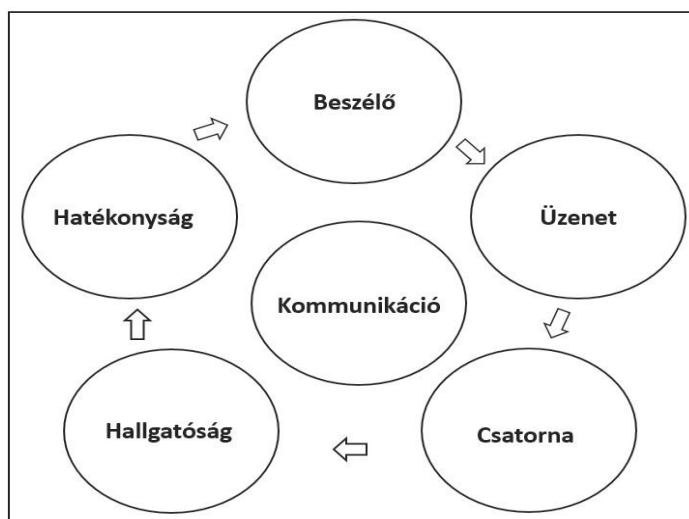 Beszélő
Üzenet
Csatorna
Hallgatóság
Hatékonyság
Kommunikáció